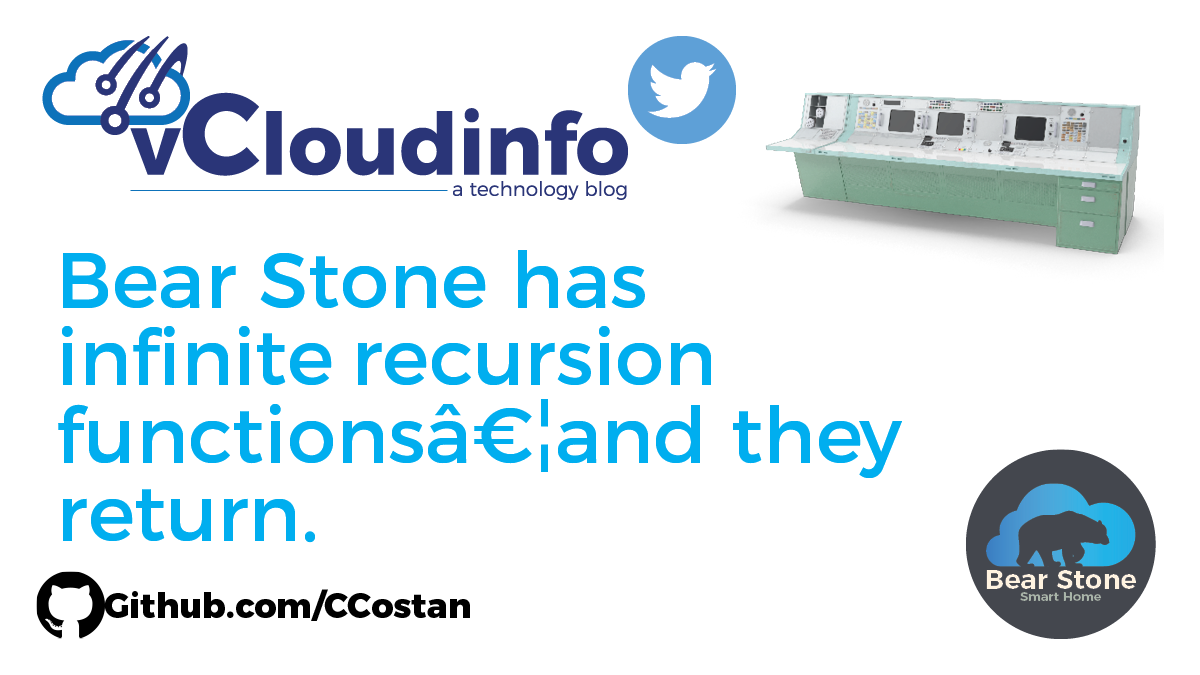 vCloudinfo
a technology blog
Bear Stone has
infinite recursion
functionsâ€¦and they
return.
Github.com/CCostan
Bear Stone
Smart Home